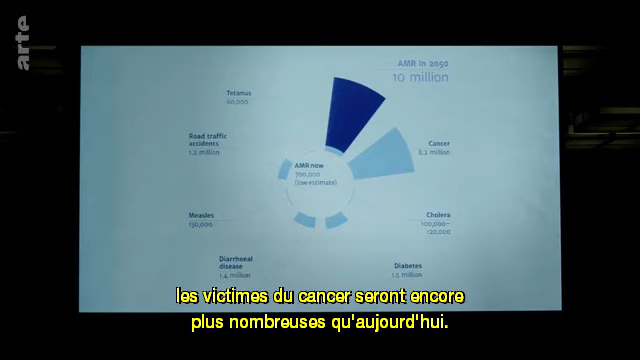 arte
AMR in 2050
10 million
Tetanus
60,000
Road traffic
accidents
1.2 million
AMR now
700,000
(low estimate)
Cancer
8.2 million
Measles
130,000
Cholera
100,000–
120,000
Diarrhoeal
disease
1.4 million
Diabetes
1.5 million
les victimes du cancer seront encore
plus nombreuses qu'aujourd'hui.